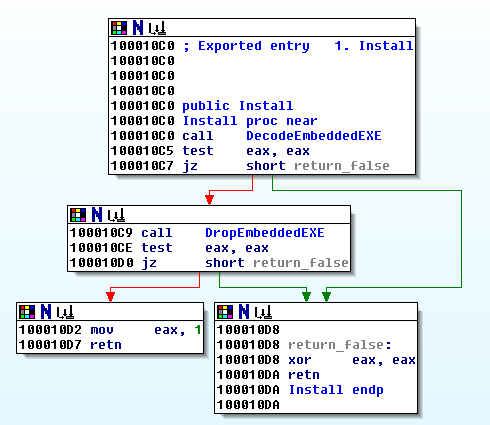 100010C0 ; Exported entry   1. Install
100010C0
100010C0
100010C0
100010C0 public Install
100010C0 Install proc near
100010C0 call    DecodeEmbeddedEXE
100010C5 test    eax, eax
100010C7 jz      short return_false
100010C9 call    DropEmbeddedEXE
100010CE test    eax, eax
100010D0 jz      short return_false
100010D2 mov     eax, 1
100010D7 retn
100010D8
100010D8 return_false:
100010D8 xor     eax, eax
100010DA retn
100010DA Install endp
100010DA